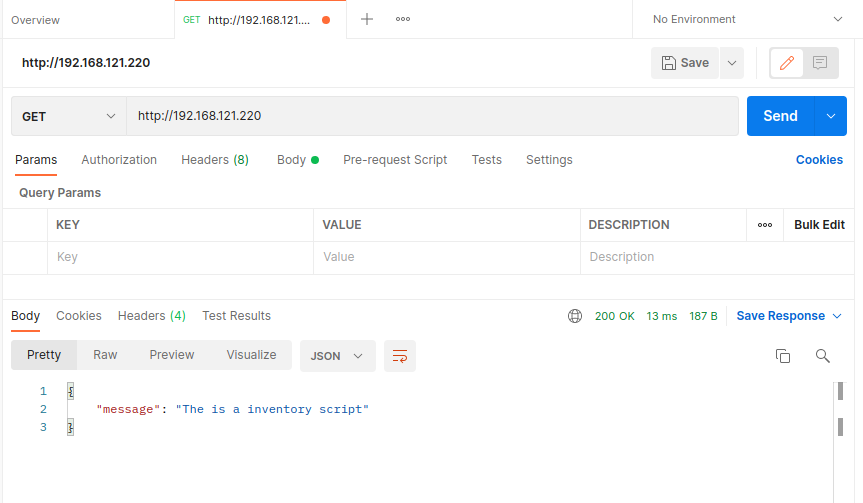 Overview GET http://192.168.121.... No Environment
http://192.168.121.220 Save
GET http://192.168.121.220 Send
Params Authorization Headers (8) Body Pre-request Script Tests Settings Cookies
Query Params
KEY VALUE DESCRIPTION Bulk Edit
Key Value Description
Body Cookies Headers (4) Test Results 200 OK 13 ms 187 B Save Response
Pretty Raw Preview Visualize JSON
1 {
2 "message": "The is a inventory script"
3 }